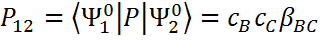 P₁₂ = ⟨Ψ₁⁰|P|Ψ₂⁰⟩ = c_B c_C β_BC